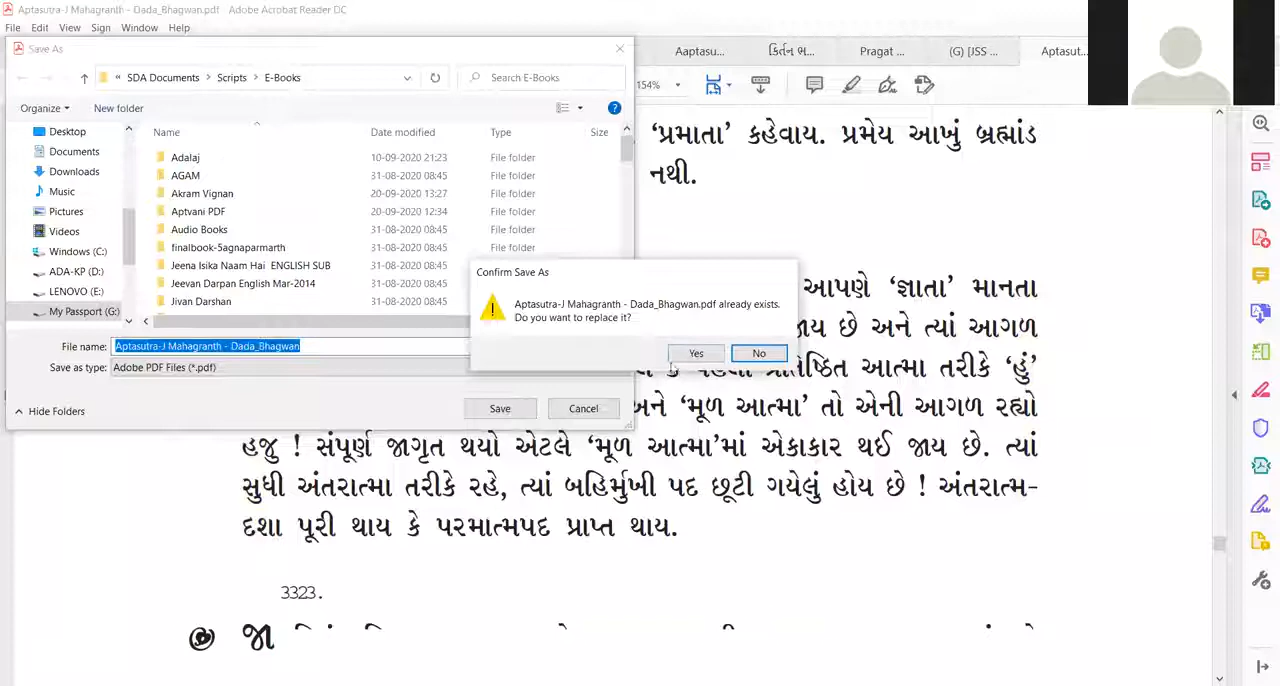 Aptasutra-J Mahagranth - Dada_Bhagwan.pdf - Adobe Acrobat Reader DC
File Edit View Sign Window Help
Save As
Aaptasu... કિર્તન ભ... Pragat ... (G) [JSS ... Aptasut...
« SDA Documents > Scripts > E-Books
Search E-Books
154%
Organize New folder
Name Date modified Type Size
Desktop
Documents
Downloads
Music
Pictures
Videos
Windows (C:)
ADA-KP (D:)
LENOVO (E:)
My Passport (G:)
Adalaj 10-09-2020 21:23 File folder
AGAM 31-08-2020 08:45 File folder
Akram Vignan 20-09-2020 13:27 File folder
Aptvani PDF 20-09-2020 12:34 File folder
Audio Books 31-08-2020 08:45 File folder
finalbook-5agnaparmarth 31-08-2020 08:45 File folder
Jeena Isika Naam Hai ENGLISH SUB 31-08-2020 08:45
Jeevan Darpan English Mar-2014 31-08-2020 08:45
Jivan Darshan 31-08-2020 08:45
File name: Aptasutra-J Mahagranth - Dada_Bhagwan
Save as type: Adobe PDF Files (*.pdf)
Hide Folders Save Cancel
Confirm Save As
Aptasutra-J Mahagranth - Dada_Bhagwan.pdf already exists.
Do you want to replace it?
Yes No
‘પ્રમાતા’ કહેવાય. પ્રમેય આખું બ્રહ્માંડ
નથી.
આપણે ‘જ્ઞાતા’ માનતા
જાય છે અને ત્યાં આગળ
પ્રતિષ્ઠિત આત્મા તરીકે ‘હું’
અને ‘મૂળ આત્મા’ તો એની આગળ રહ્યો
હજુ ! સંપૂર્ણ જાગૃત થયો એટલે ‘મૂળ આત્મા’માં એકાકાર થઈ જાય છે. ત્યાં
સુધી અંતરાત્મા તરીકે રહે, ત્યાં બહિર્મુખી પદ છૂટી ગયેલું હોય છે ! અંતરાત્મ-
દશા પૂરી થાય કે પરમાત્મપદ પ્રાપ્ત થાય.
3323.
જા